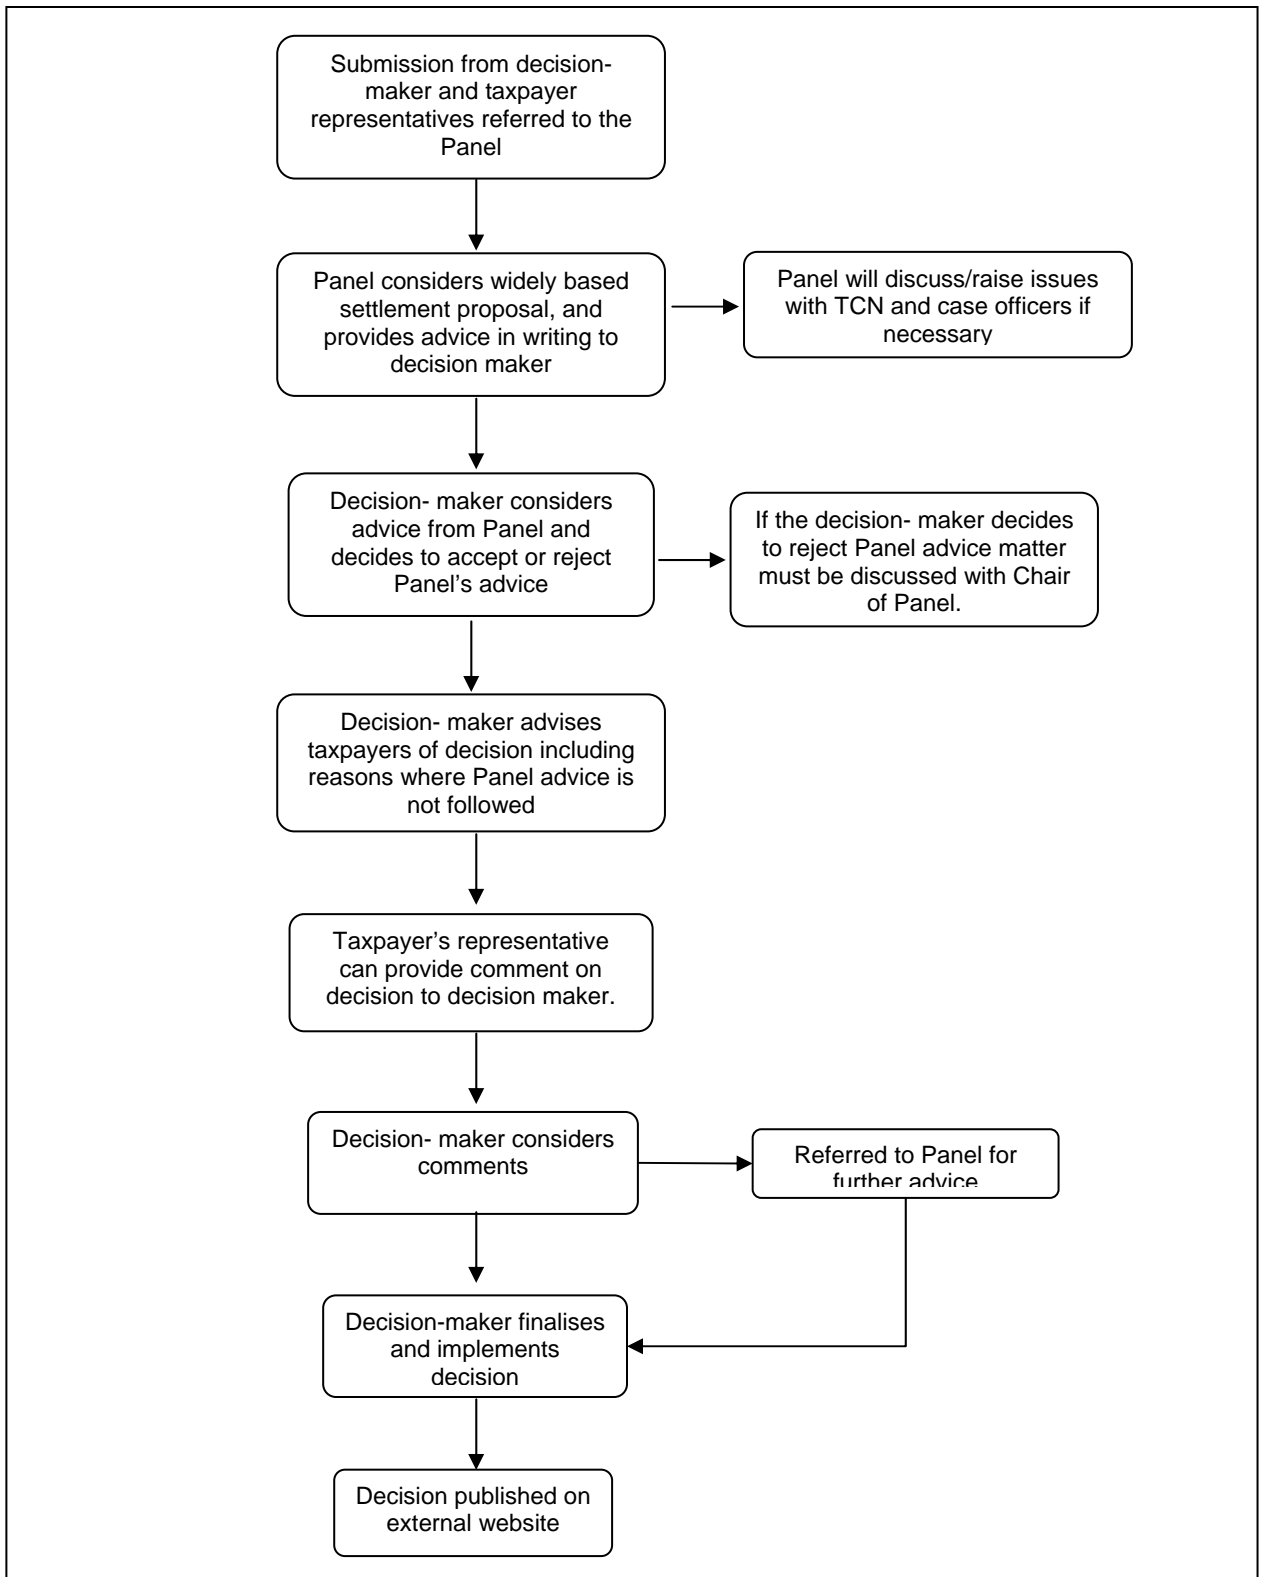 Submission from decision-
maker and taxpayer
representatives referred to the
Panel
Panel considers widely based
settlement proposal, and
provides advice in writing to
decision maker
Panel will discuss/raise issues
with TCN and case officers if
necessary
Decision- maker considers
advice from Panel and
decides to accept or reject
Panel's advice
If the decision- maker decides
to reject Panel advice matter
must be discussed with Chair
of Panel.
Decision- maker advises
taxpayers of decision including
reasons where Panel advice is
not followed
Taxpayer's representative
can provide comment on
decision to decision maker.
Decision- maker considers
comments
Referred to Panel for
further advice
Decision-maker finalises
and implements
decision
Decision published on
external website